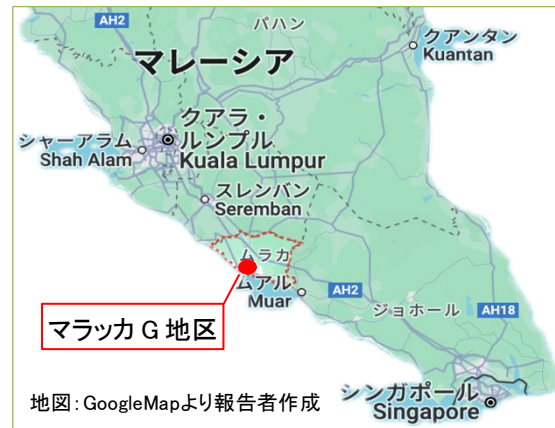 AH2
パハン
クアンタン
Kuantan
マレーシア
クアラ・
ルンプル
Kuala Lumpur
シャーアラム
Shah Alam
スレンバン
Seremban
ムラカ
ムアル
Muar
AH2
マラッカ G 地区
ジョホール
AH18
シンガポール
Singapore
地図：GoogleMapより報告者作成